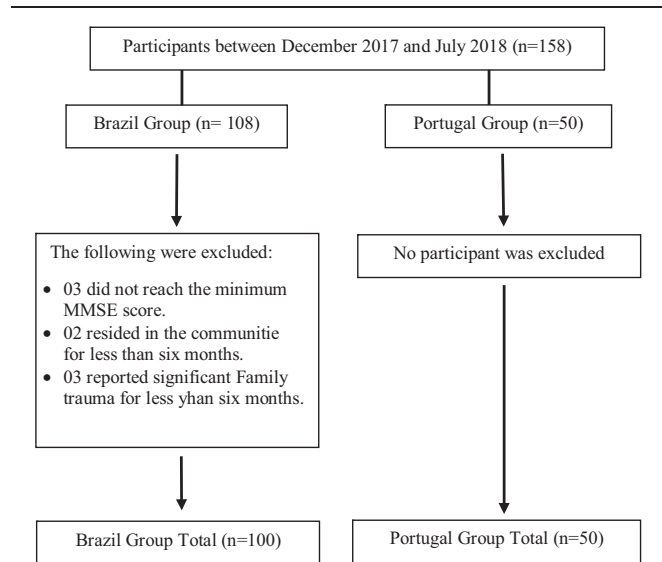 Participants between December 2017 and July 2018 (n=158)
Brazil Group (n= 108)
Portugal Group (n=50)
The following were excluded:
• 03 did not reach the minimum
MMSE score.
• 02 resided in the communitie
for less than six months.
• 03 reported significant Family
trauma for less yhan six months.
No participant was excluded
Brazil Group Total (n=100)
Portugal Group Total (n=50)